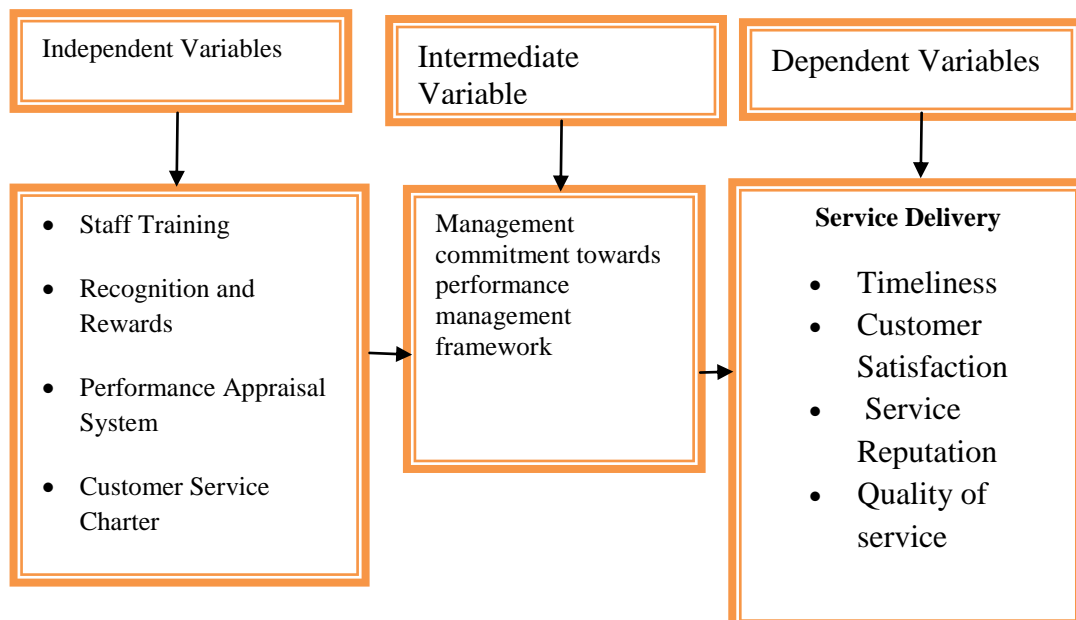 Independent Variables
Intermediate
Variable
Dependent Variables
• Staff Training
• Recognition and
Rewards
• Performance Appraisal
System
• Customer Service
Charter
Management
commitment towards
performance
management
framework
Service Delivery
• Timeliness
• Customer
Satisfaction
• Service
Reputation
• Quality of
service